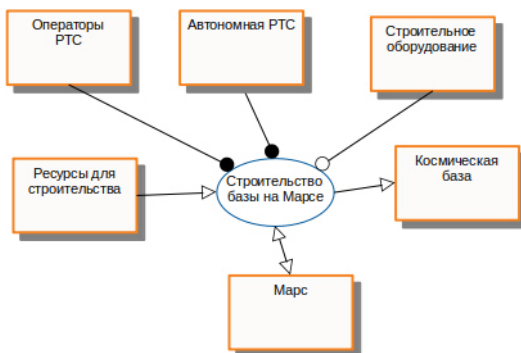 Операторы
РТС
Автономная РТС
Строительное
оборудование
Ресурсы для
строительства
Строительство
базы на Марсе
Космическая
база
Марс